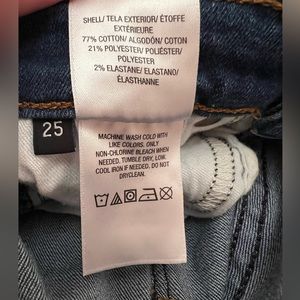 SHELL/ TELA EXTERIOR/ ÉTOFFE
EXTÉRIEURE
77% COTTON/ ALGODÓN/ COTON
21% POLYESTER/ POLIÉSTER/
POLYESTER
2% ELASTANE/ ELASTANO/
ÉLASTHANNE
25
MACHINE WASH COLD WITH
LIKE COLORS. ONLY
NON-CHLORINE BLEACH WHEN
NEEDED. TUMBLE DRY, LOW.
COOL IRON IF NEEDED. DO NOT
DRYCLEAN.